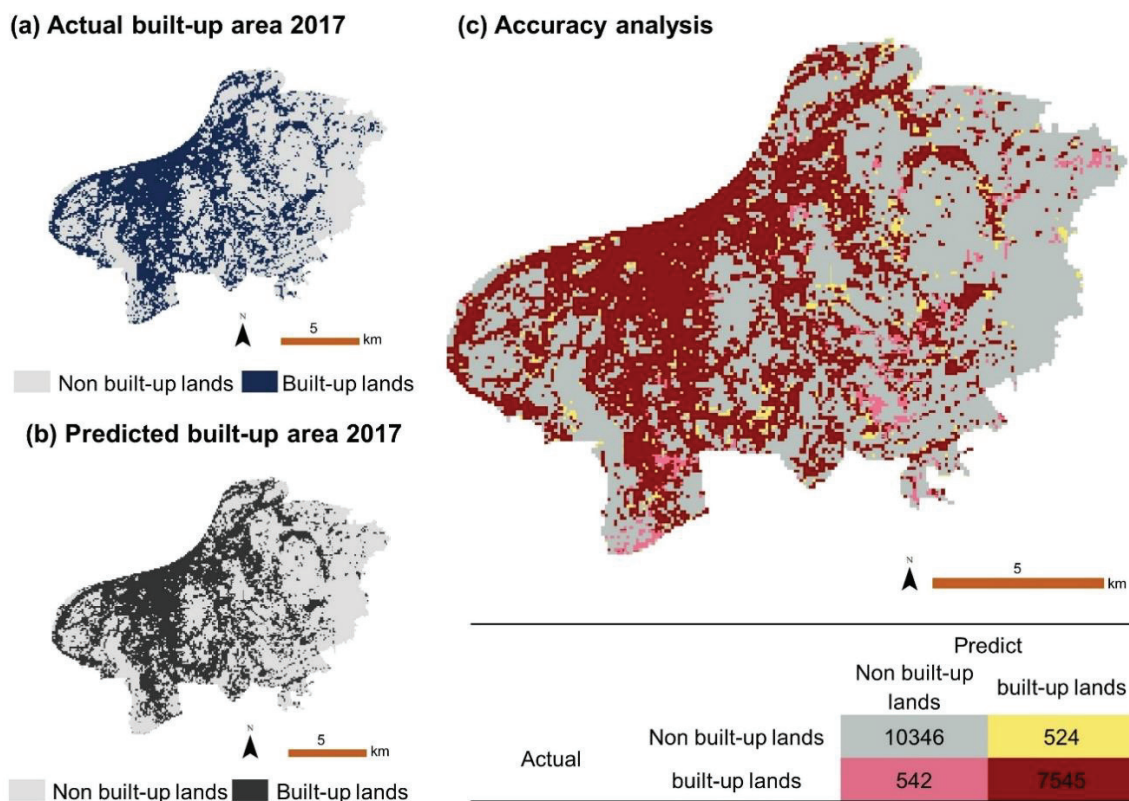 (a) Actual built-up area 2017
N
5
km
Non built-up lands
Built-up lands
(b) Predicted built-up area 2017
N
5
km
Non built-up lands
Built-up lands
(c) Accuracy analysis
N
5
km
Predict
Non built-up
lands
built-up lands
Actual
Non built-up lands
10346
524
built-up lands
542
7545